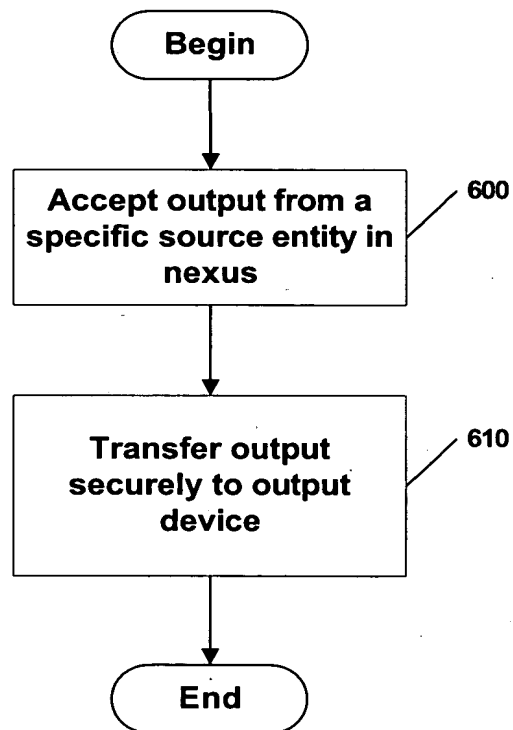 Begin
Accept output from a
specific source entity in
nexus
600
Transfer output
securely to output
device
610
End